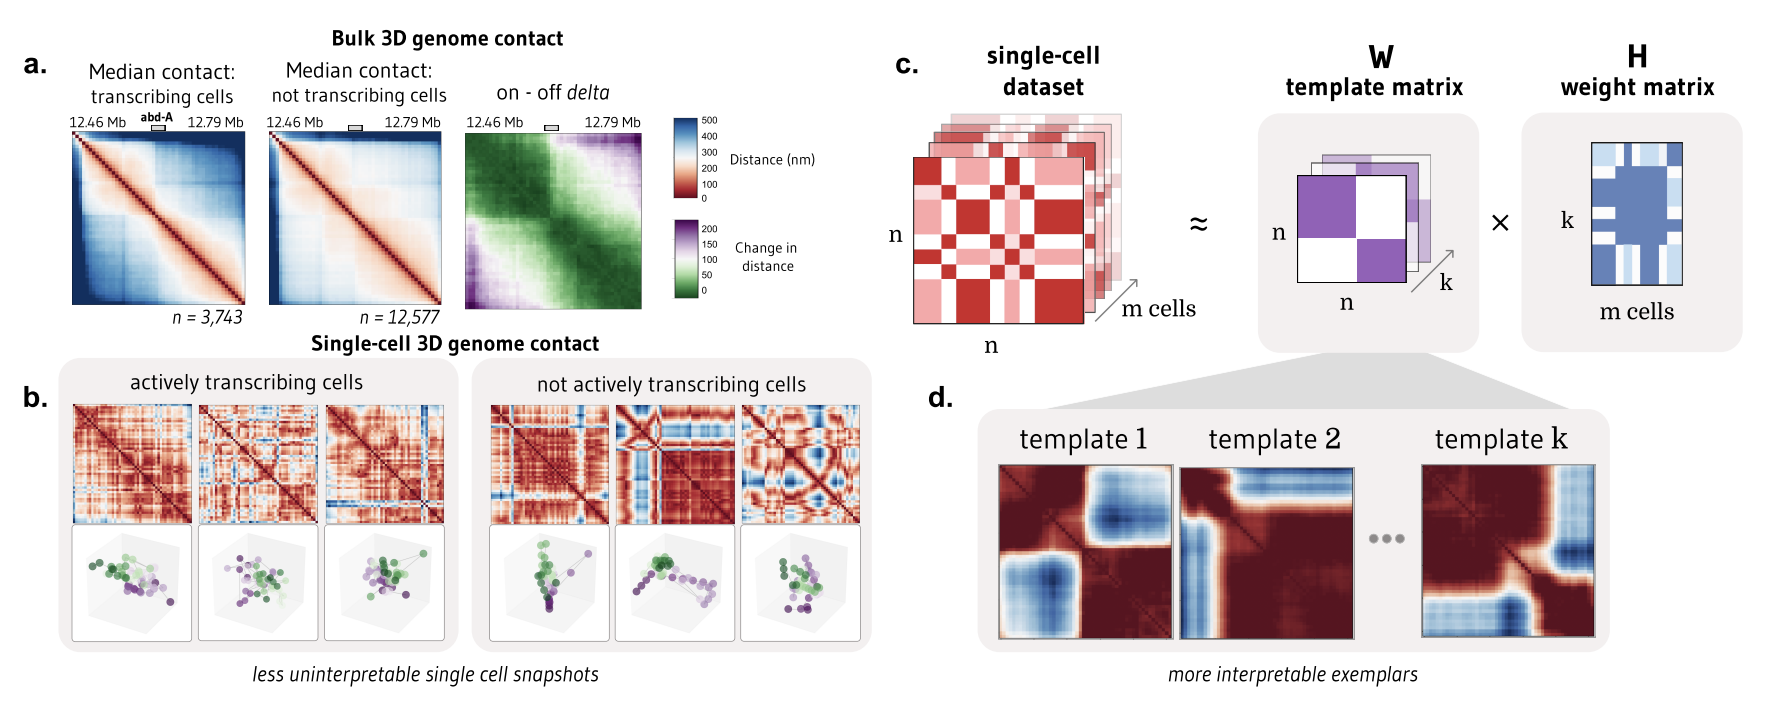 Bulk 3D genome contact
a.
Median contact:
transcribing cells
Median contact:
not transcribing cells
on - off delta
12.46 Mb
abd-A
12.79 Mb
12.46 Mb
12.79 Mb
12.46 Mb
12.79 Mb
500
400
300
200
100
0
Distance (nm)
200
150
100
50
0
Change in
distance
n = 3,743
n = 12,577
Single-cell 3D genome contact
b.
actively transcribing cells
not actively transcribing cells
less uninterpretable single cell snapshots
c.
single-cell
dataset
n
n
m cells
≈
W
template matrix
n
n
k
×
H
weight matrix
k
m cells
d.
template 1
template 2
template k
more interpretable exemplars